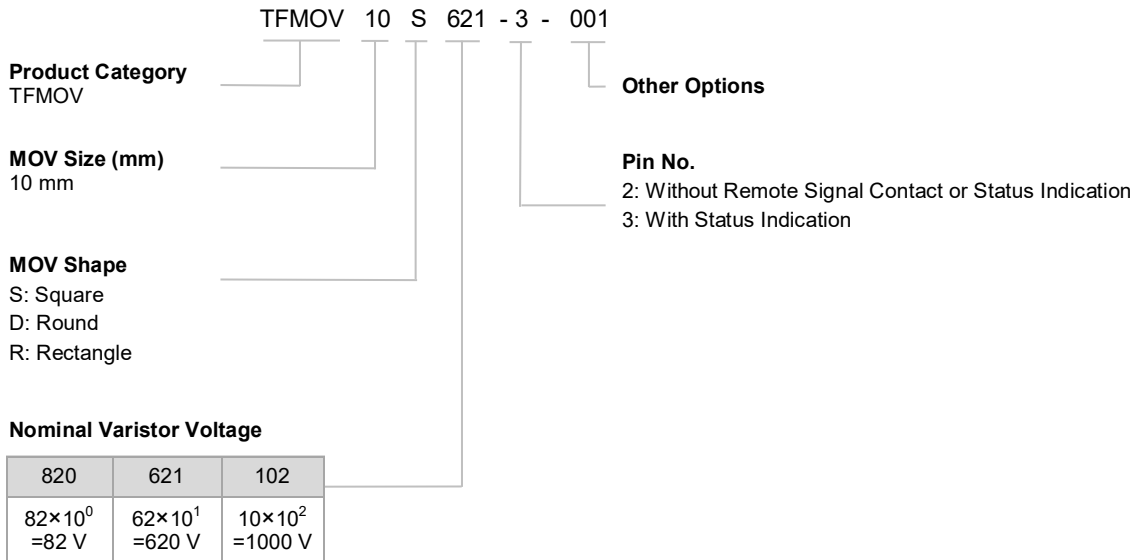 TFMOV 10 S 621 - 3 - 001
Product Category
TFMOV
Other Options
MOV Size (mm)
10 mm
Pin No.
2: Without Remote Signal Contact or Status Indication
3: With Status Indication
MOV Shape
S: Square
D: Round
R: Rectangle
Nominal Varistor Voltage
820 621 102
82×10⁰ 62×10¹ 10×10²
=82 V =620 V =1000 V